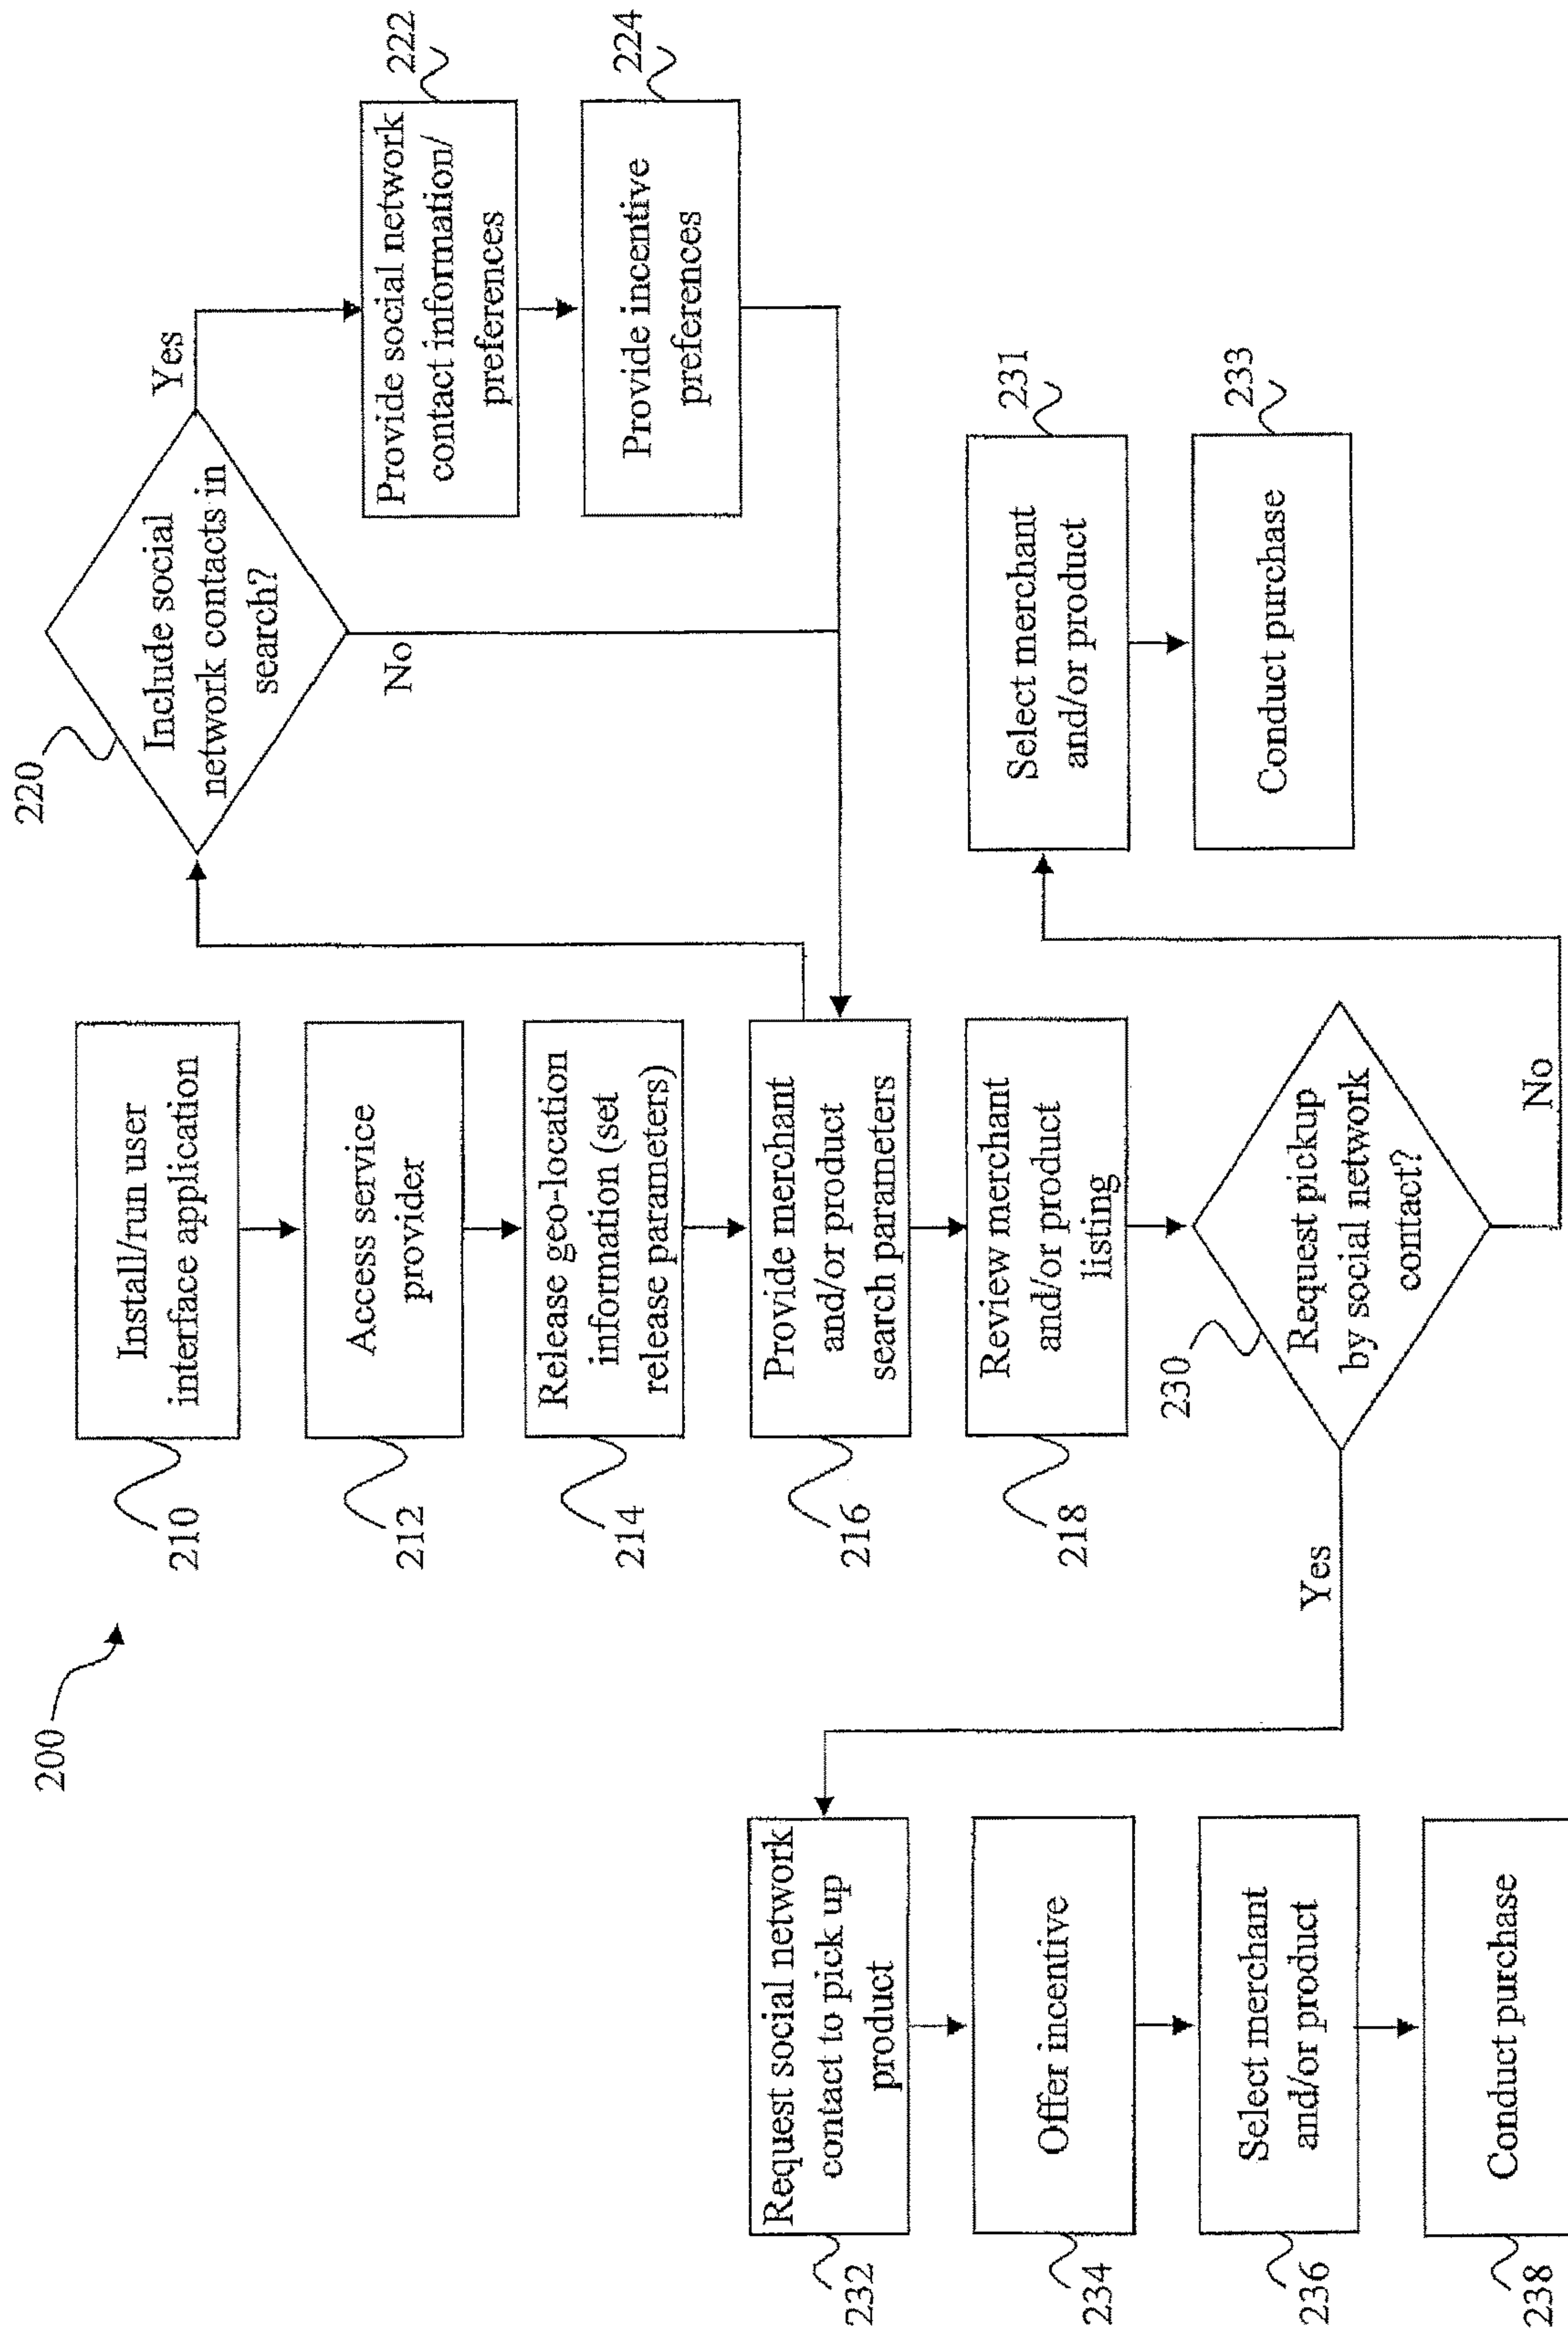 200
210
Install/run user
interface application
212
Access service
provider
214
Release geo-location
information (set
release parameters)
216
Provide merchant
and/or product
search parameters
218
Review merchant
and/or product
listing
220
Include social
network contacts in
search?
Yes
No
222
Provide social network
contact information/
preferences
224
Provide incentive
preferences
230
Request pickup
by social network
contact?
Yes
No
231
Select merchant
and/or product
233
Conduct purchase
232
Request social network
contact to pick up
product
234
Offer incentive
236
Select merchant
and/or product
238
Conduct purchase